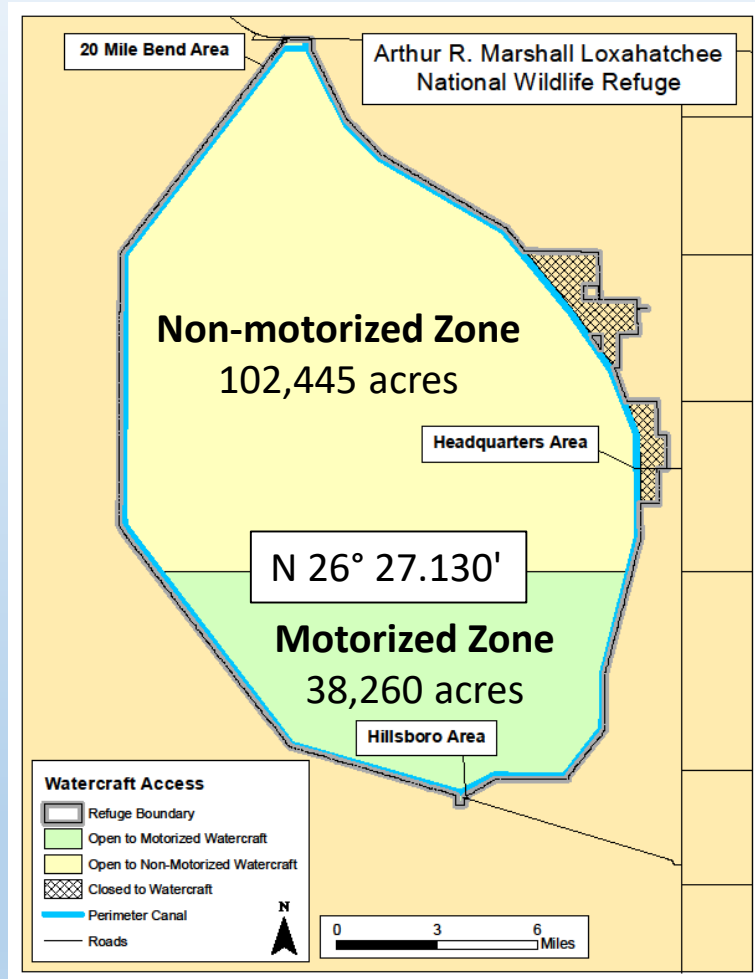 20 Mile Bend Area
Arthur R. Marshall Loxahatchee
National Wildlife Refuge
Non-motorized Zone
102,445 acres
Headquarters Area
N 26° 27.130'
Motorized Zone
38,260 acres
Hillsboro Area
Watercraft Access
Refuge Boundary
Open to Motorized Watercraft
Open to Non-Motorized Watercraft
Closed to Watercraft
Perimeter Canal
Roads
N
0 3 6
Miles